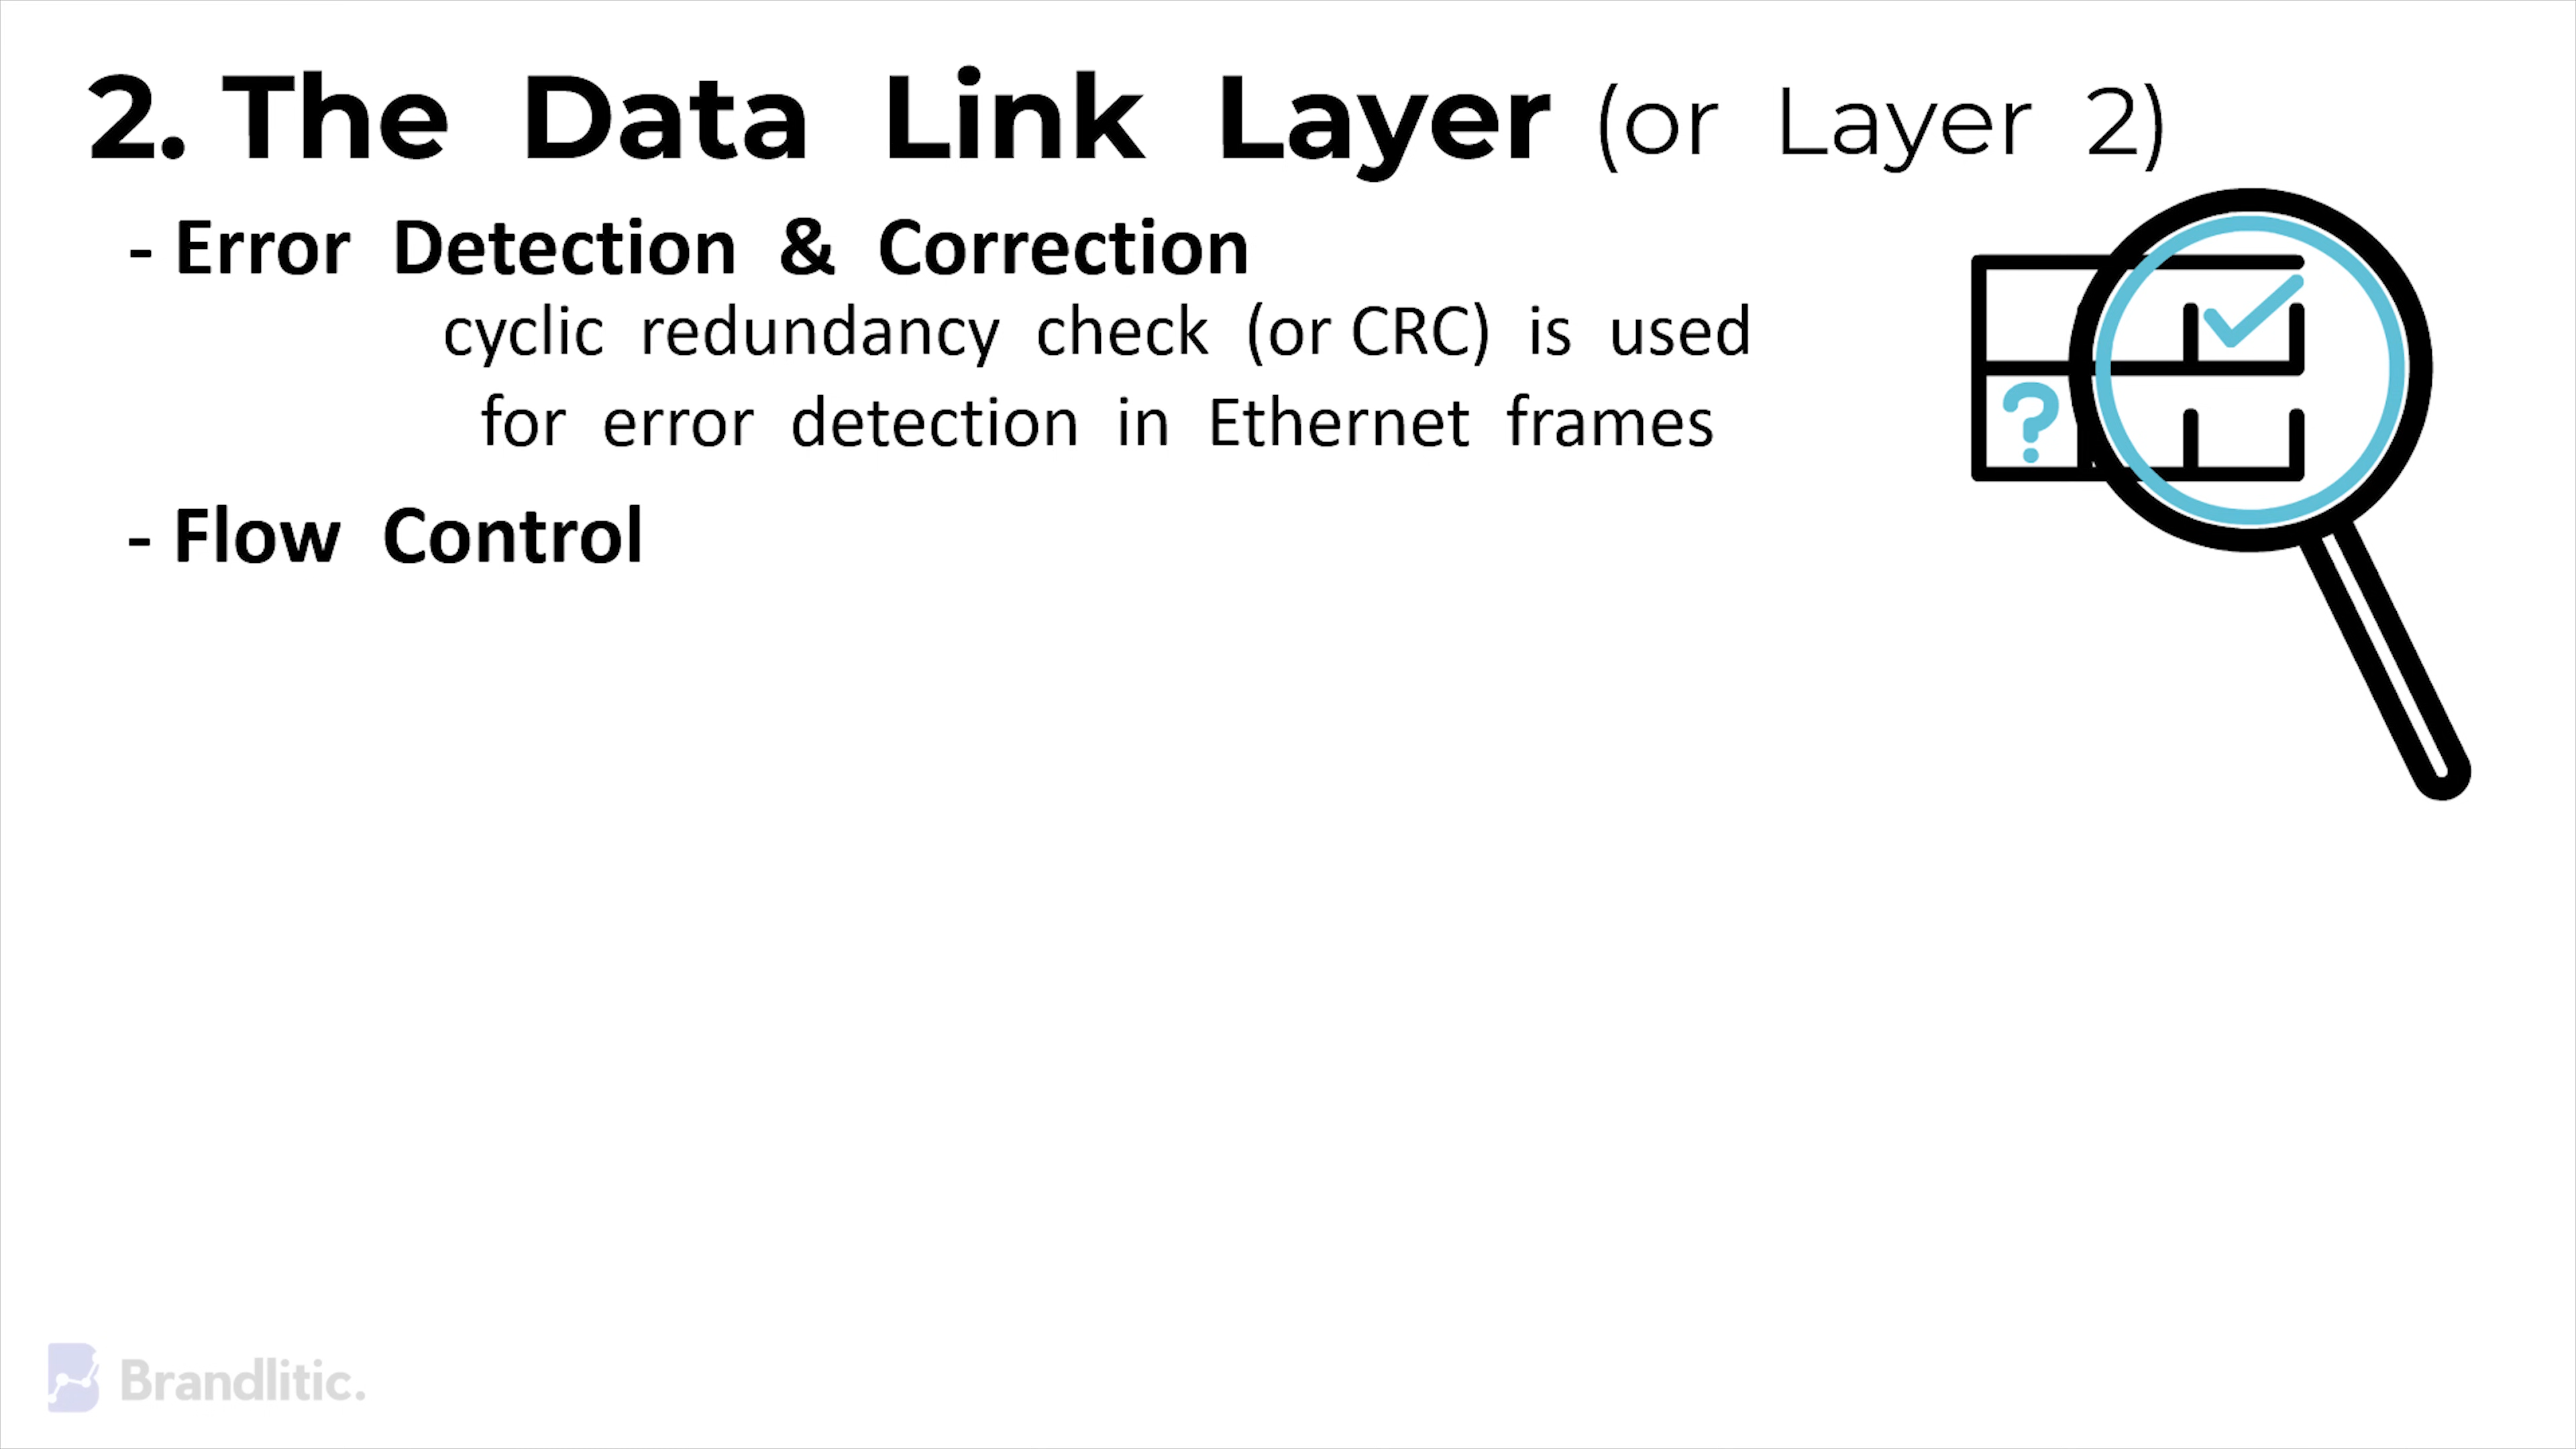 2. The Data Link Layer (or Layer 2)
- Error Detection & Correction
cyclic redundancy check (or CRC) is used
for error detection in Ethernet frames
?
- Flow Control
Brandlitic.